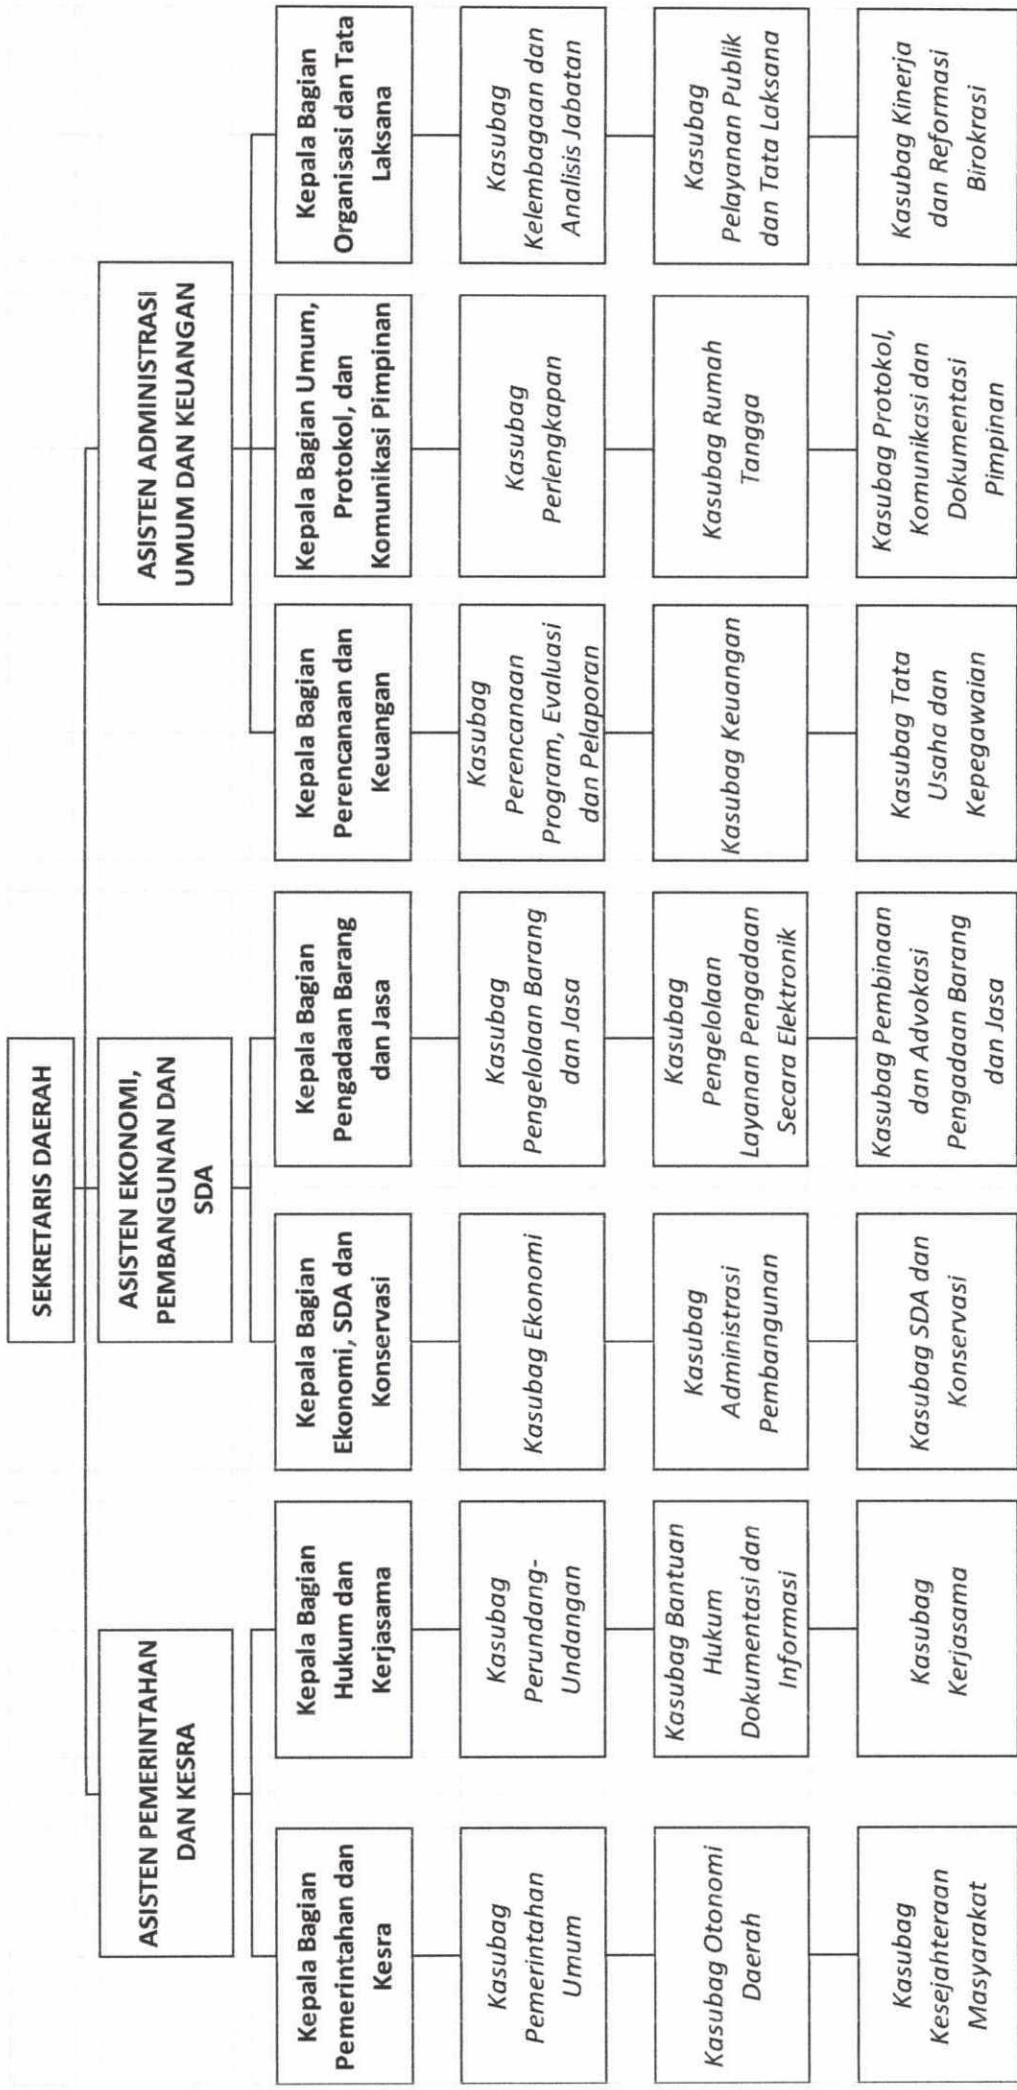 SEKRETARIS DAERAH
ASISTEN PEMERINTAHAN
DAN KESRA
ASISTEN EKONOMI,
PEMBANGUNAN DAN
SDA
ASISTEN ADMINISTRASI
UMUM DAN KEUANGAN
Kepala Bagian
Pemerintahan dan
Kesra
Kepala Bagian
Hukum dan
Kerjasama
Kepala Bagian
Ekonomi, SDA dan
Konservasi
Kepala Bagian
Pengadaan Barang
dan Jasa
Kepala Bagian
Perencanaan dan
Keuangan
Kepala Bagian Umum,
Protokol, dan
Komunikasi Pimpinan
Kepala Bagian
Organisasi dan Tata
Laksana
Kasubag
Pemerintahan
Umum
Kasubag
Perundang-
Undangan
Kasubag Ekonomi
Kasubag
Pengelolaan Barang
dan Jasa
Kasubag
Perencanaan
Program, Evaluasi
dan Pelaporan
Kasubag
Perlengkapan
Kasubag
Kelembagaan dan
Analisis Jabatan
Kasubag Otonomi
Daerah
Kasubag Bantuan
Hukum
Dokumentasi dan
Informasi
Kasubag
Administrasi
Pembangunan
Kasubag
Pengelolaan
Layanan Pengadaan
Secara Elektronik
Kasubag Keuangan
Kasubag Rumah
Tangga
Kasubag
Pelayanan Publik
dan Tata Laksana
Kasubag
Kesejahteraan
Masyarakat
Kasubag
Kerjasama
Kasubag SDA dan
Konservasi
Kasubag Pembinaan
dan Advokasi
Pengadaan Barang
dan Jasa
Kasubag Tata
Usaha dan
Kepegawaian
Kasubag Protokol,
Komunikasi dan
Dokumentasi
Pimpinan
Kasubag Kinerja
dan Reformasi
Birokrasi